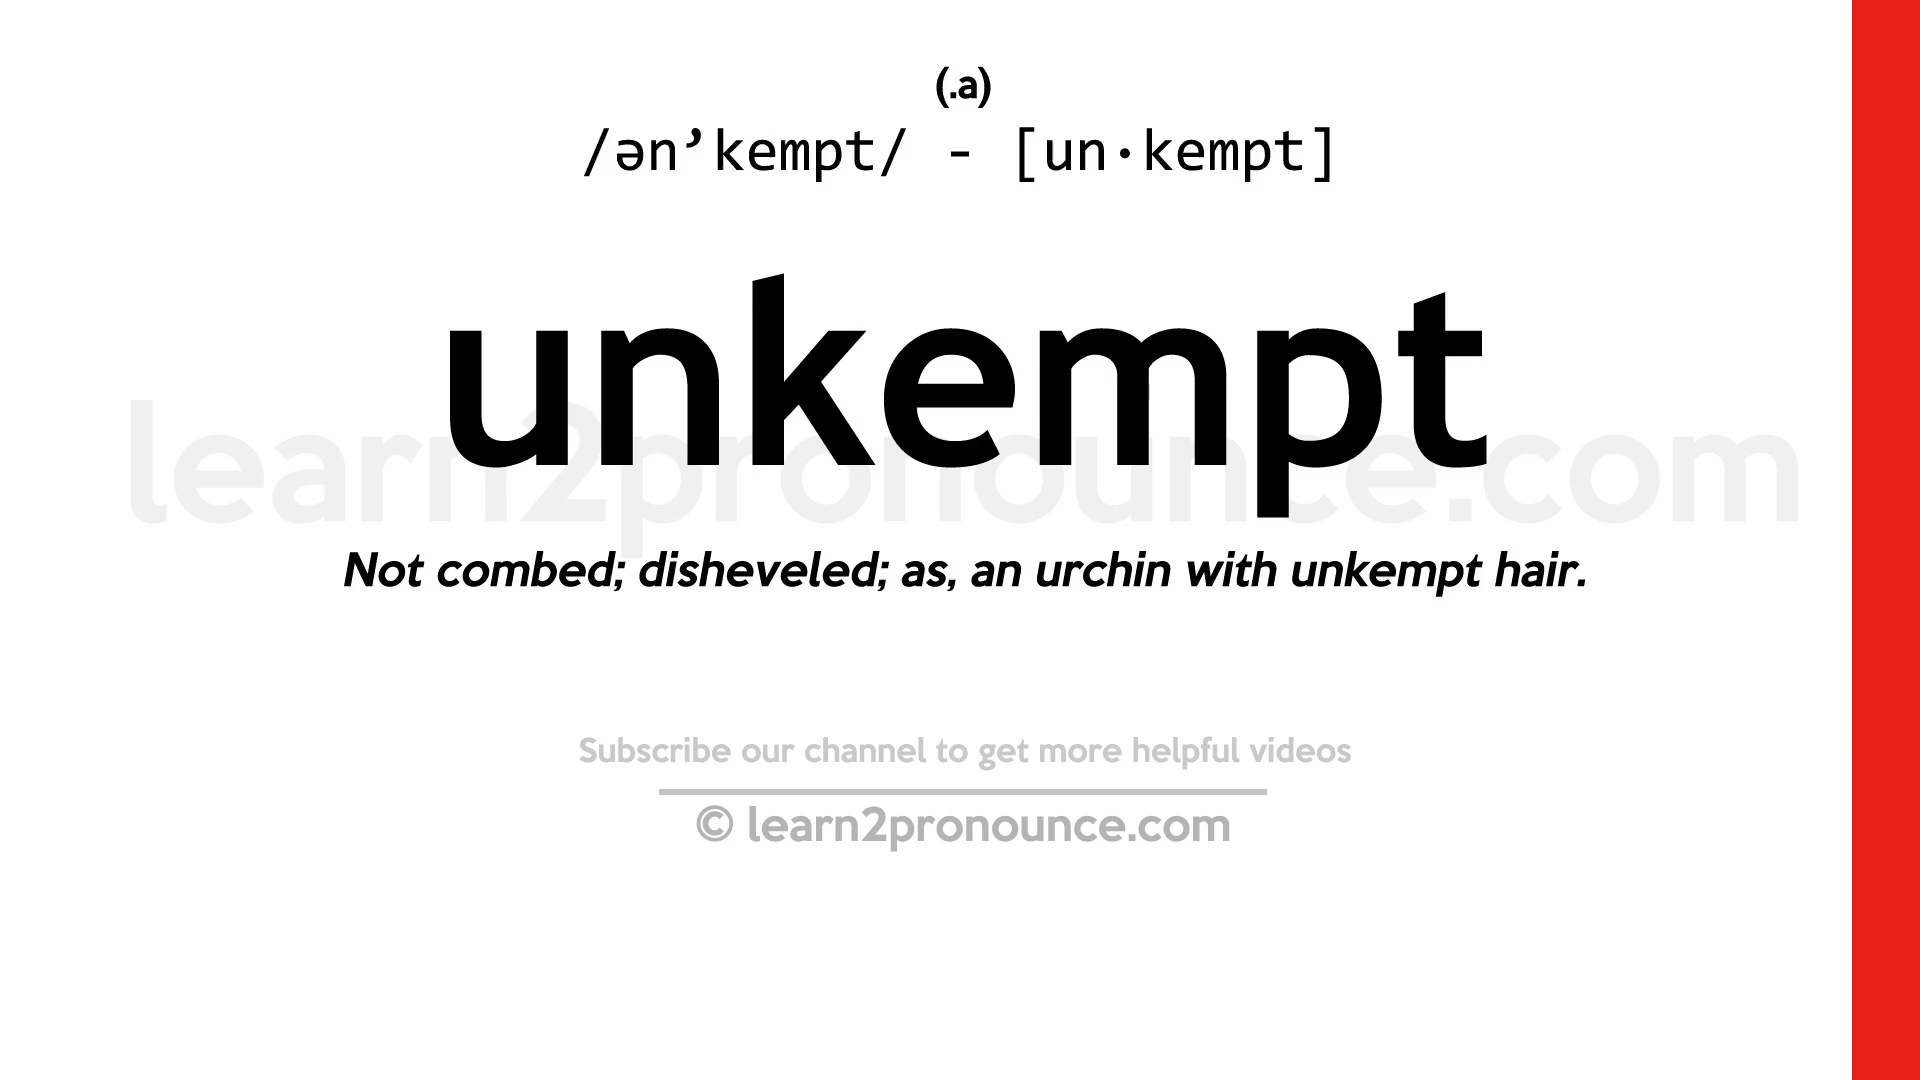 (.a)
/ən’kempt/ - [un·kempt]
unkempt
learn2pronounce.com
Not combed; disheveled; as, an urchin with unkempt hair.
Subscribe our channel to get more helpful videos
© learn2pronounce.com